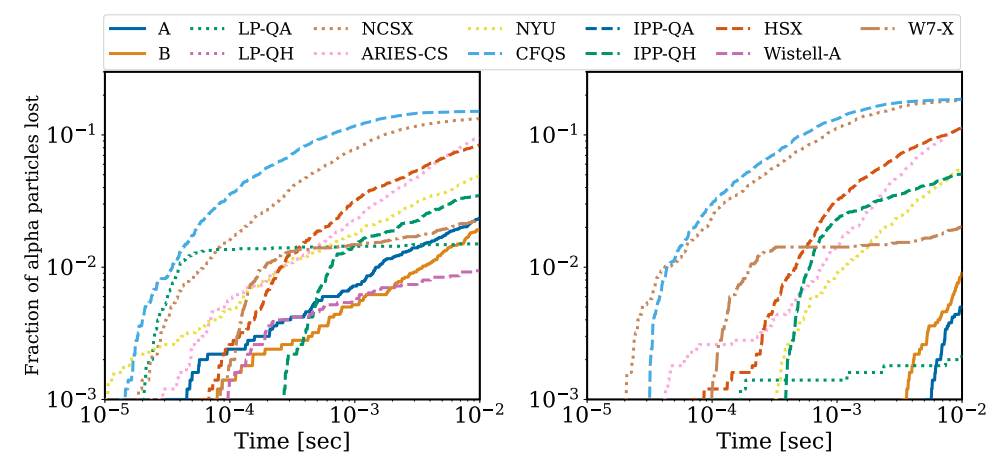 A LP-QA NCSX NYU IPP-QA HSX W7-X
B LP-QH ARIES-CS CFQS IPP-QH Wistell-A
Fraction of alpha particles lost
10⁻¹
10⁻²
10⁻³
10⁻⁵ 10⁻⁴ 10⁻³ 10⁻²
Time [sec]
10⁻¹
10⁻²
10⁻³
10⁻⁵ 10⁻⁴ 10⁻³ 10⁻²
Time [sec]